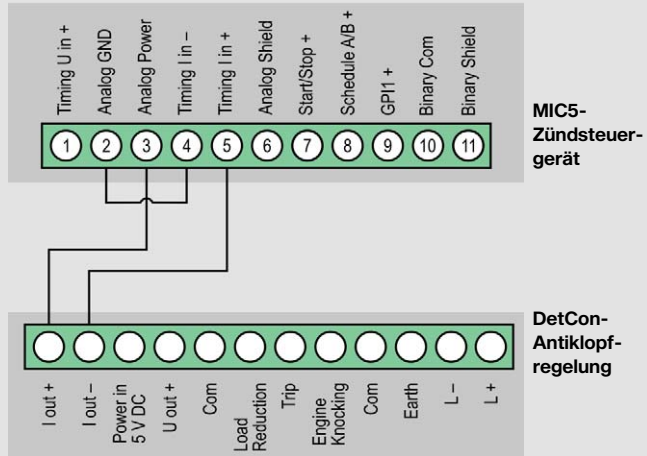 Timing U in +
Analog GND
Analog Power
Timing I in –
Timing I in +
Analog Shield
Start/Stop +
Schedule A/B +
GPI1 +
Binary Com
Binary Shield
1 2 3 4 5 6 7 8 9 10 11
MIC5-
Zündsteuer-
gerät
DetCon-
Antiklopf-
regelung
I out +
I out –
Power in
5 V DC
U out +
Com
Load
Reduction
Trip
Engine
Knocking
Com
Earth
L –
L +